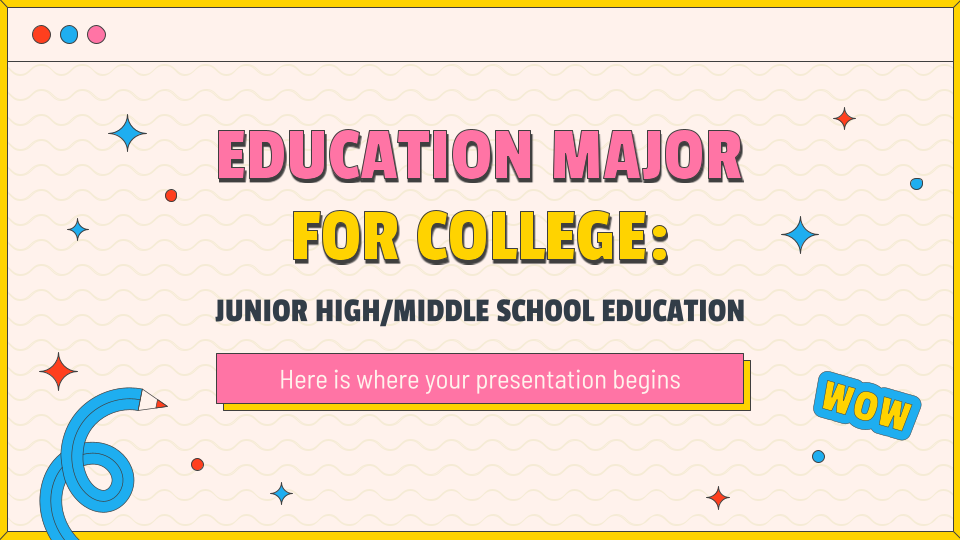 EDUCATION MAJOR
FOR COLLEGE:
JUNIOR HIGH/MIDDLE SCHOOL EDUCATION
Here is where your presentation begins
WOW